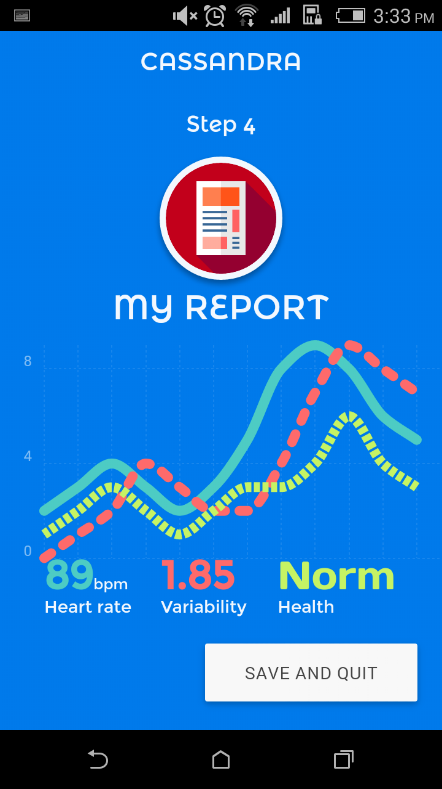 3:33 PM
CASSANDRA
Step 4
MY REPORT
8
4
0
89bpm 1.85 Norm
Heart rate Variability Health
SAVE AND QUIT